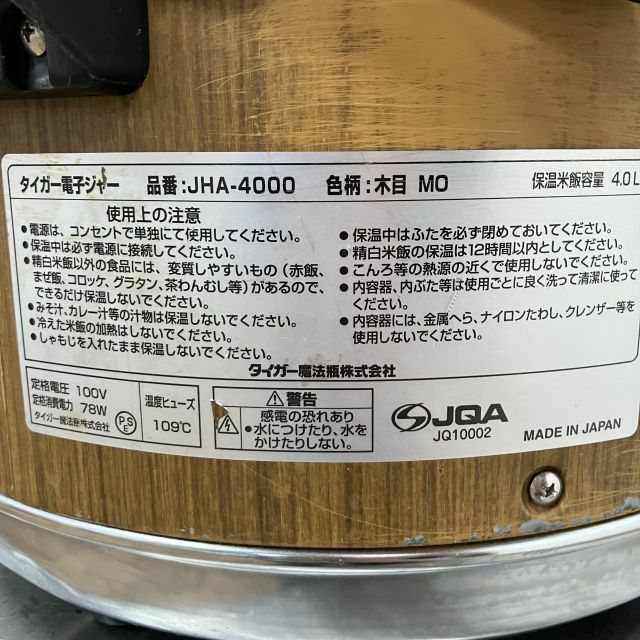 タイガー電子ジャー 品番:JHA-4000 色柄:木目 MO 保温米飯容量 4.0L
使用上の注意
●電源は、コンセントで単独にて使用してください。
●保温中は必ず電源に接続してください。
●精白米飯以外の食品には、変質しやすいもの(赤飯、
まぜ飯、コロッケ、グラタン、茶わんむし等)があるので、
できるだけ保温しないでください。
●みそ汁、カレー汁等の汁物は保温しないでください。
●冷えた米飯の加熱はしないでください。
●しゃもじを入れたまま保温しないでください。
●保温中はふたを必ず閉めておいてください。
●精白米飯の保温は12時間以内としてください。
●こんろ等の熱源の近くで使用しないでください。
●内容器、内ぶた等は使用ごとに良く洗って清潔に使って
ください。
●内容器には、金属へら、ナイロンたわし、クレンザー等を
使用しないでください。
タイガー魔法瓶株式会社
定格電圧 100V
定格消費電力 78W
タイガー魔法瓶株式会社
PSE
温度ヒューズ
109℃
⚠警告
感電の恐れあり
●水につけたり、水を
かけたりしない。
JQA
JQ10002
MADE IN JAPAN